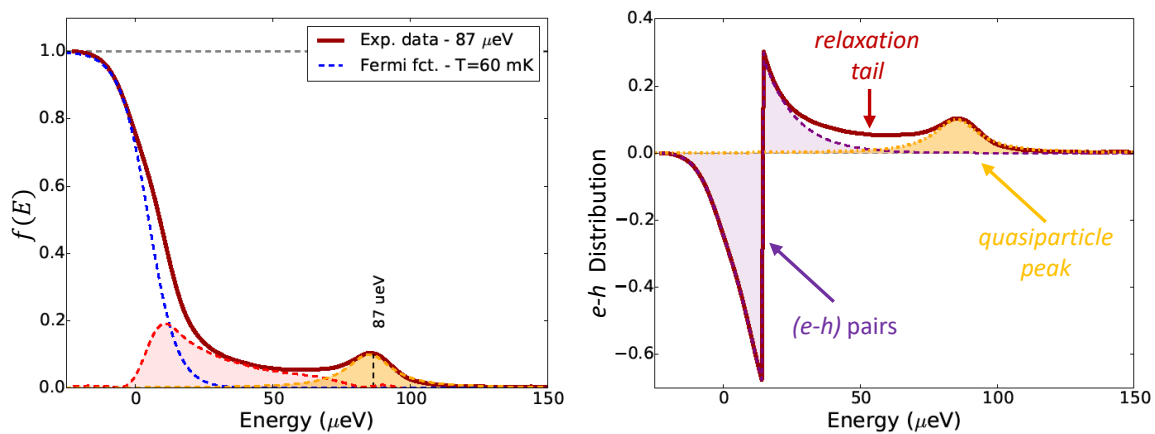 Exp. data - 87 μeV
Fermi fct. - T=60 mK
1.0
0.8
0.6
0.4
0.2
0.0
f(E)
87 ueV
0
50
100
150
Energy (μeV)
relaxation
tail
0.4
0.2
0.0
−0.2
−0.4
−0.6
e-h Distribution
quasiparticle
peak
(e-h) pairs
0
50
100
150
Energy (μeV)